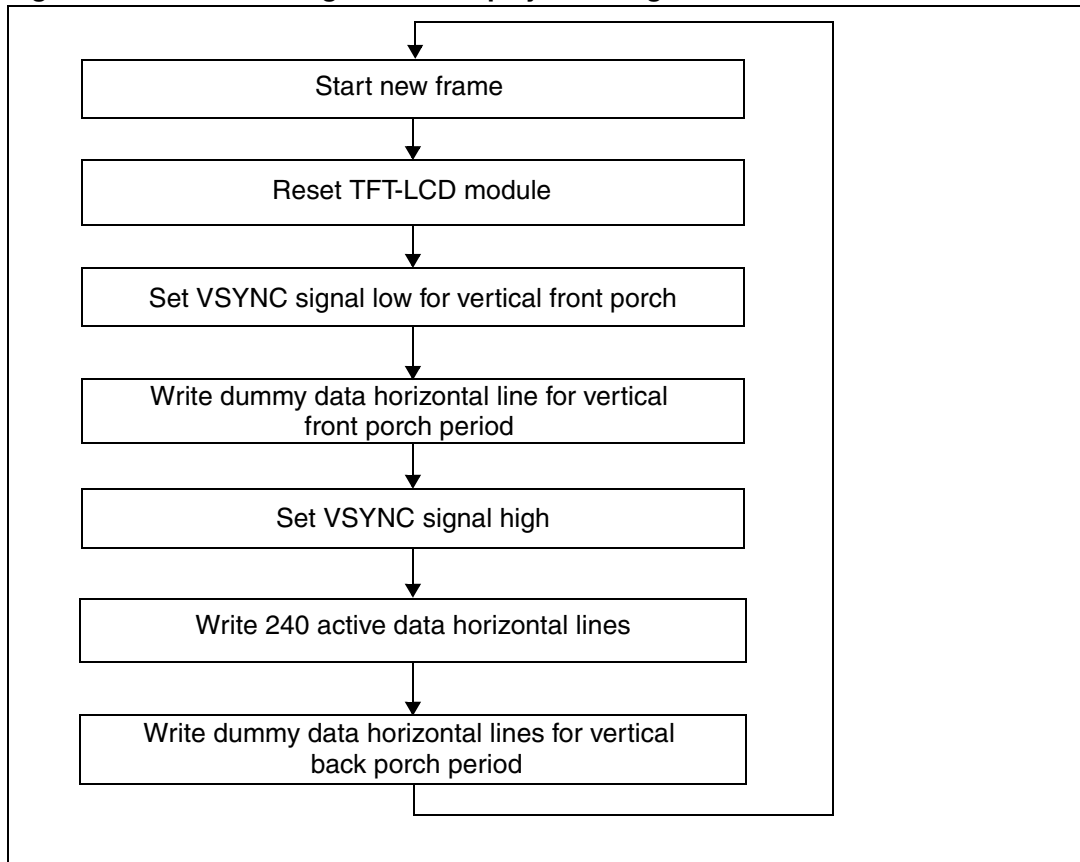 Start new frame
Reset TFT-LCD module
Set VSYNC signal low for vertical front porch
Write dummy data horizontal line for vertical
front porch period
Set VSYNC signal high
Write 240 active data horizontal lines
Write dummy data horizontal lines for vertical
back porch period